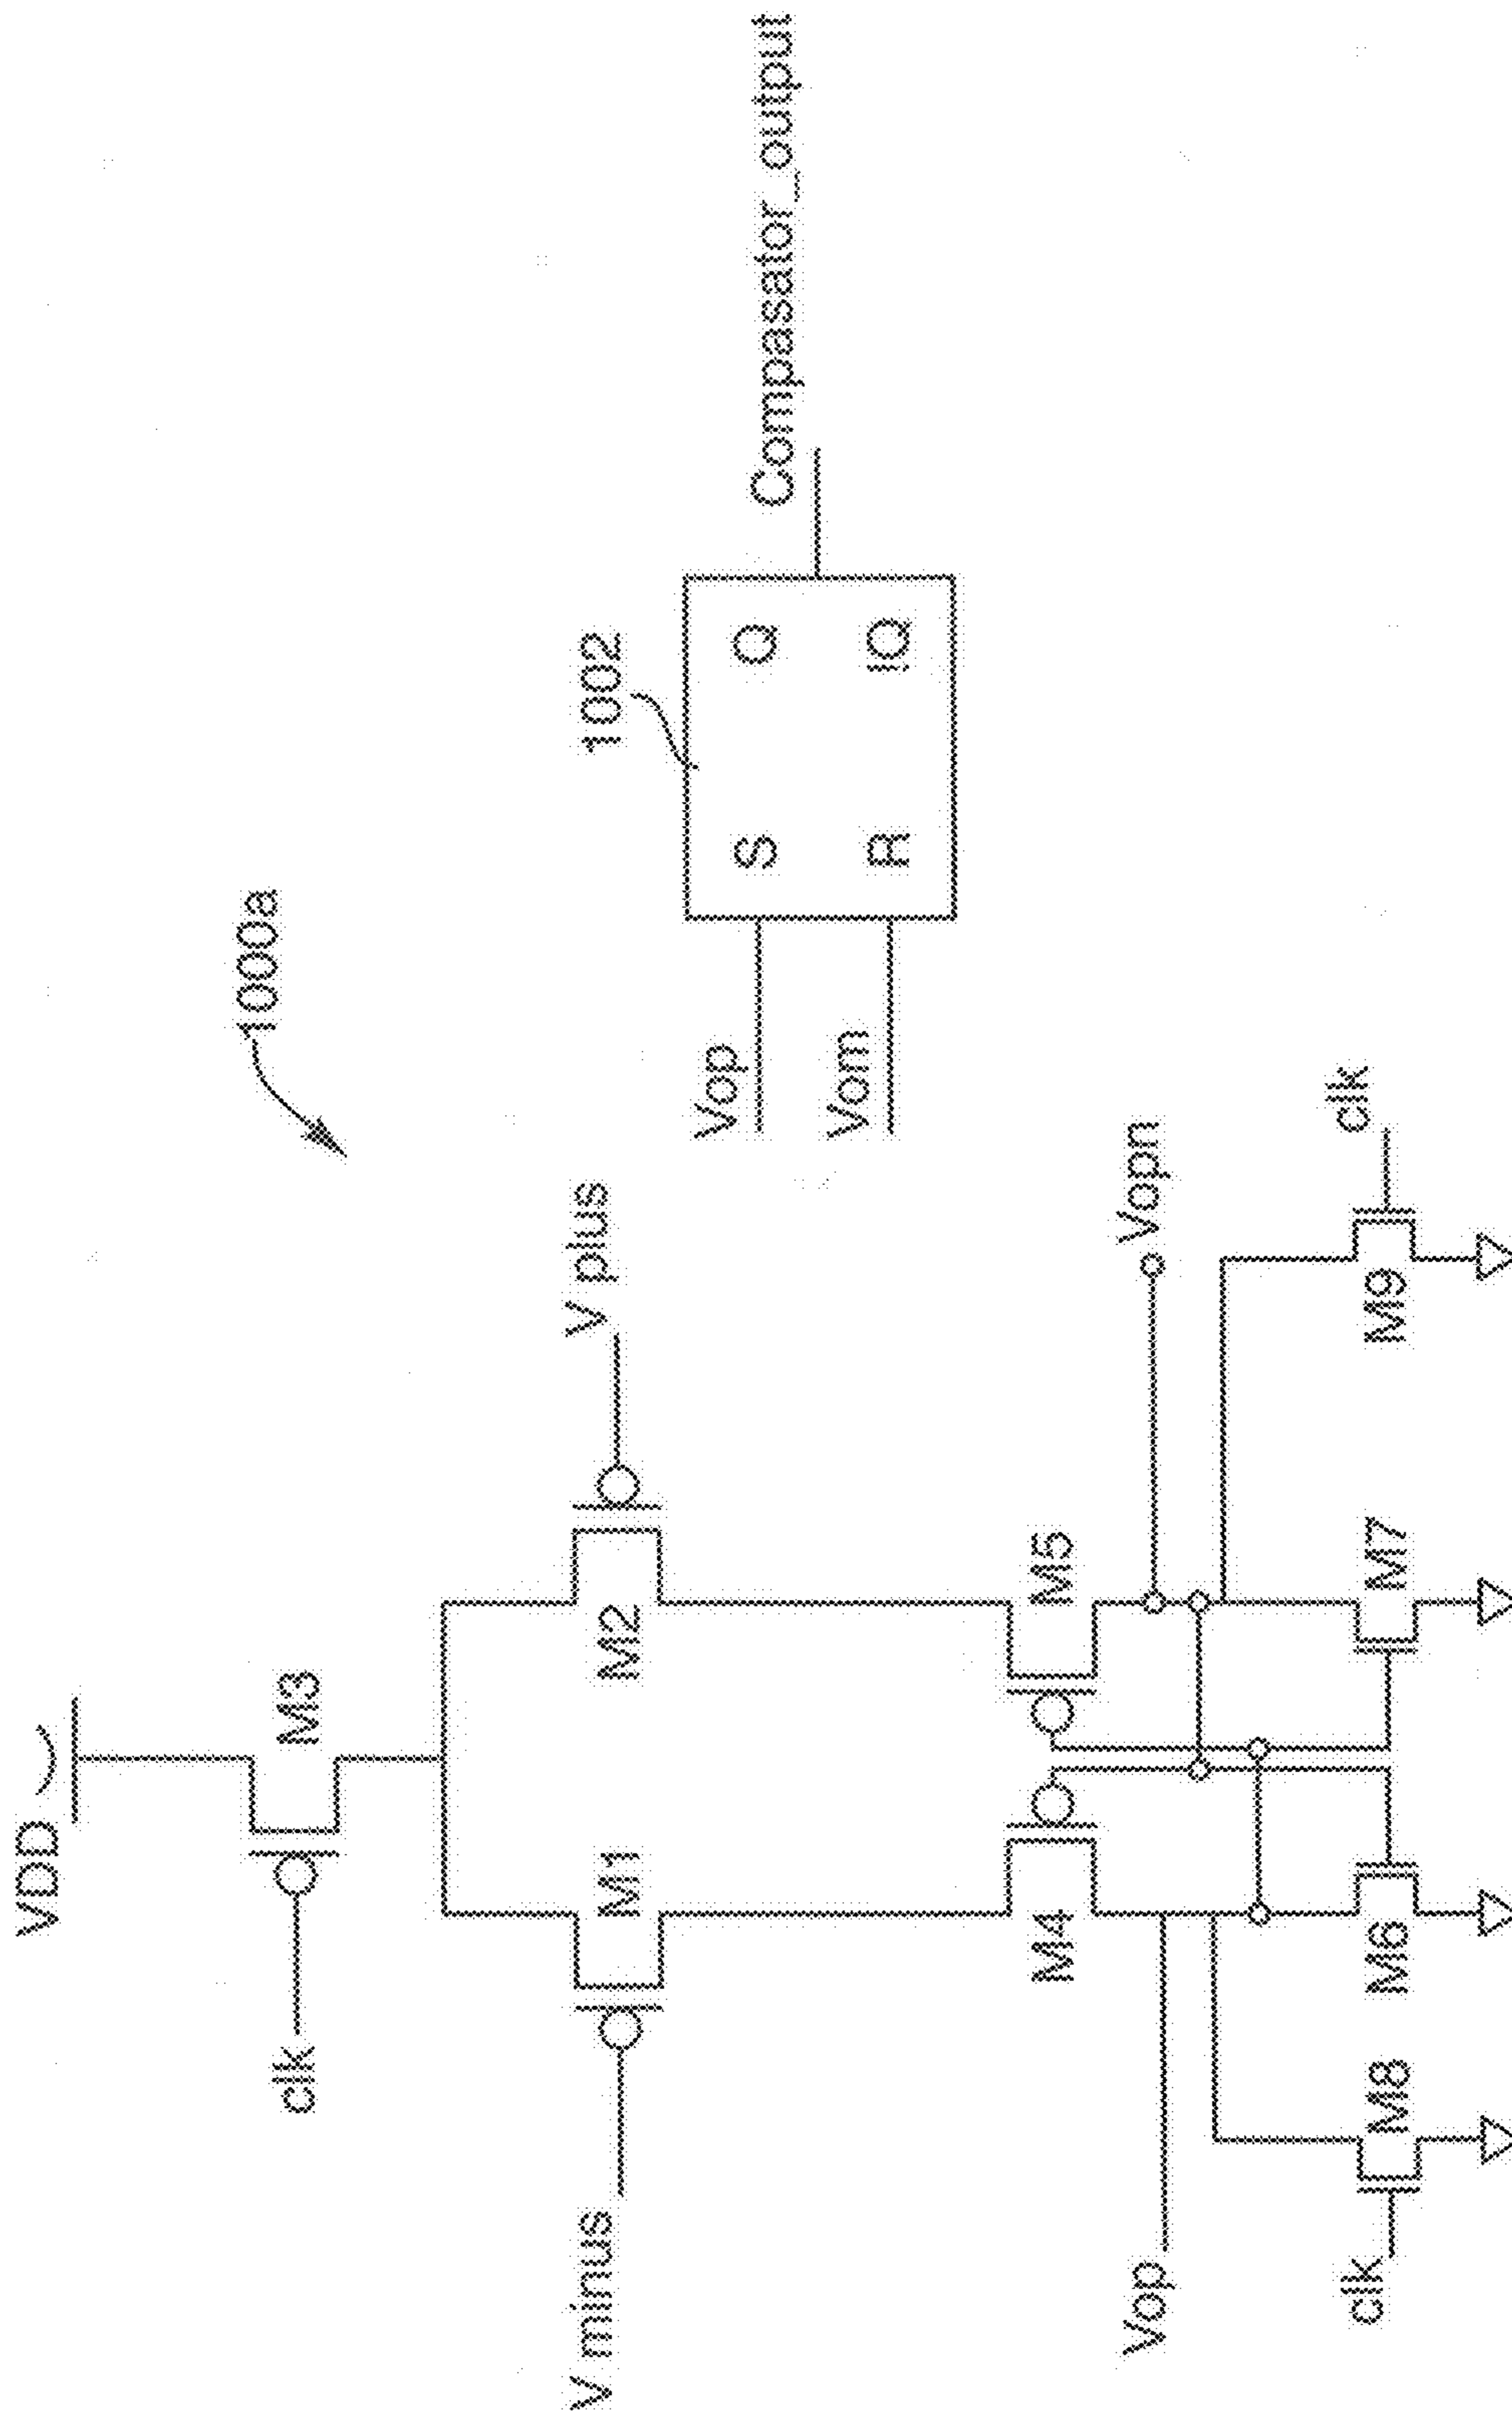 1000a
VDD
clk
M3
V minus
M1
M2
V plus
1002
Vop
S
Q
Compasator_output
Vom
R
!Q
M4
M5
Vop
Vopn
clk
M8
M6
M7
M9
clk